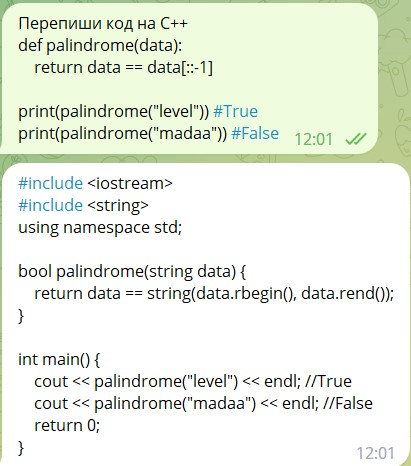 Перепиши код на C++
def palindrome(data):
    return data == data[::-1]

print(palindrome("level")) #True
print(palindrome("madaa")) #False
12:01
#include <iostream>
#include <string>
using namespace std;

bool palindrome(string data) {
    return data == string(data.rbegin(), data.rend());
}

int main() {
    cout << palindrome("level") << endl; //True
    cout << palindrome("madaa") << endl; //False
    return 0;
}
12:01